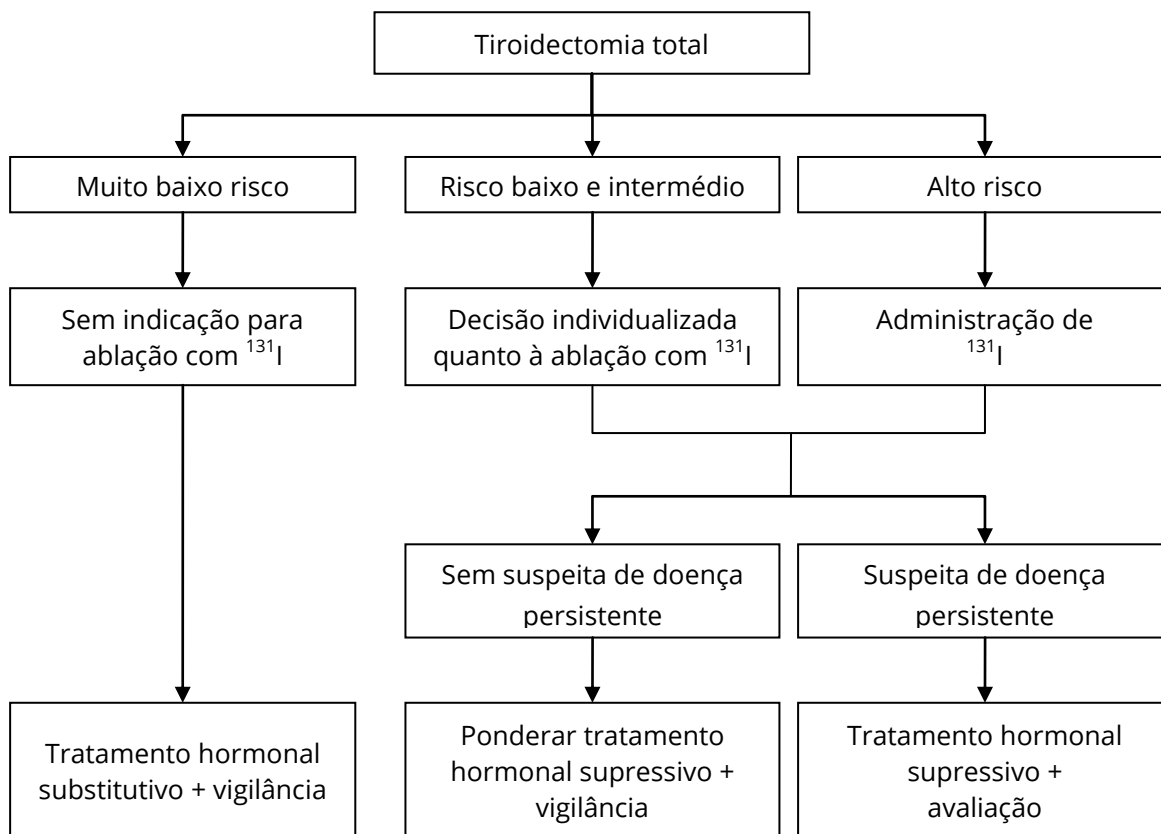 Tiroidectomia total
Muito baixo risco
Risco baixo e intermédio
Alto risco
Sem indicação para
ablação com ¹³¹I
Decisão individualizada
quanto à ablação com ¹³¹I
Administração de
¹³¹I
Sem suspeita de doença
persistente
Suspeita de doença
persistente
Tratamento hormonal
substitutivo + vigilância
Ponderar tratamento
hormonal supressivo +
vigilância
Tratamento hormonal
supressivo +
avaliação